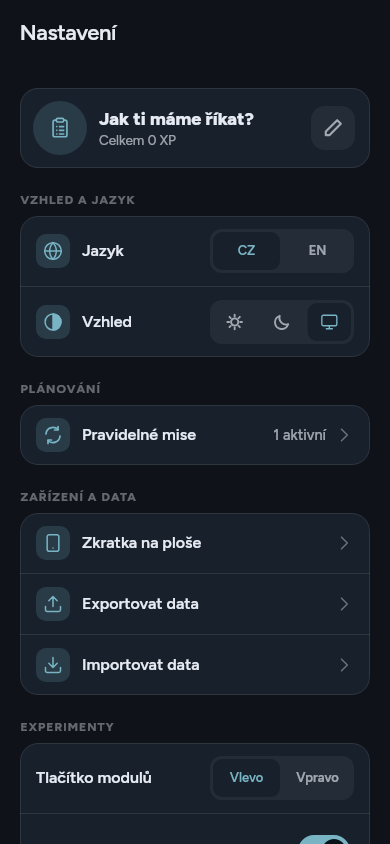 Nastavení
Jak ti máme říkat?
Celkem 0 XP
VZHLED A JAZYK
Jazyk CZ EN
Vzhled
PLÁNOVÁNÍ
Pravidelné mise 1 aktivní
ZAŘÍZENÍ A DATA
Zkratka na ploše
Exportovat data
Importovat data
EXPERIMENTY
Tlačítko modulů Vlevo Vpravo